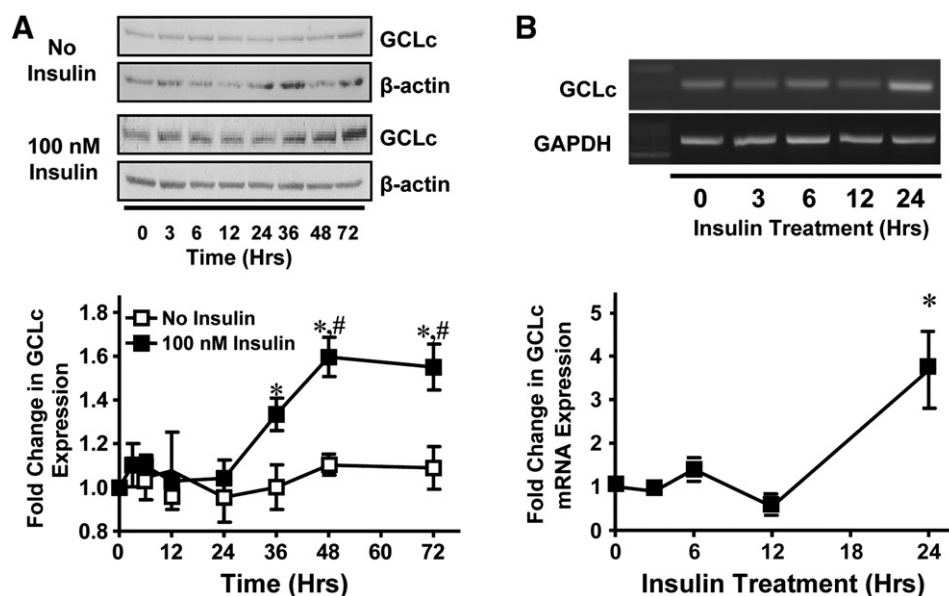 A
No
Insulin
GCLc
β-actin
100 nM
Insulin
GCLc
β-actin
0 3 6 12 24 36 48 72
Time (Hrs)
Fold Change in GCLc
Expression
1.8
1.6
1.4
1.2
1.0
0.8
No Insulin
100 nM Insulin
*
*,#
*,#
0 12 24 36 48 60 72
Time (Hrs)
B
GCLc
GAPDH
0 3 6 12 24
Insulin Treatment (Hrs)
Fold Change in GCLc
mRNA Expression
5
4
3
2
1
0
*
0 6 12 18 24
Insulin Treatment (Hrs)